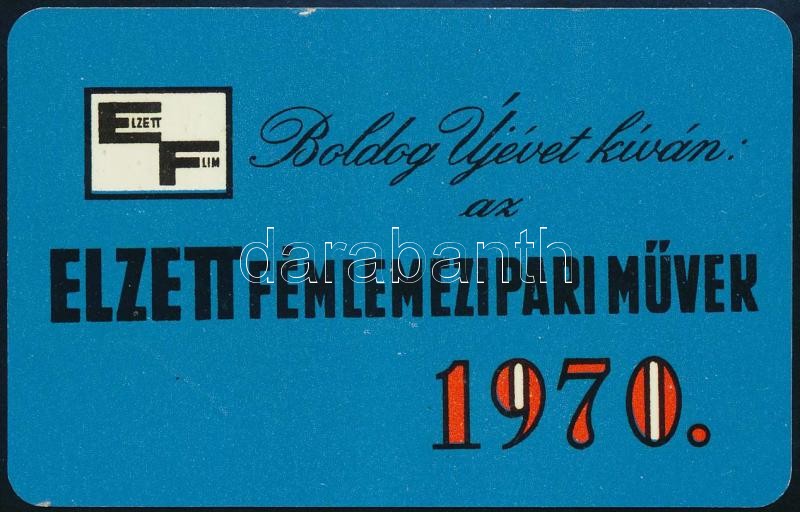 ELZETT
FLIM
Boldog Újévet kíván:
az
ELZETT FÉMLEMEZIPARI MŰVEK
darabanth
1970.